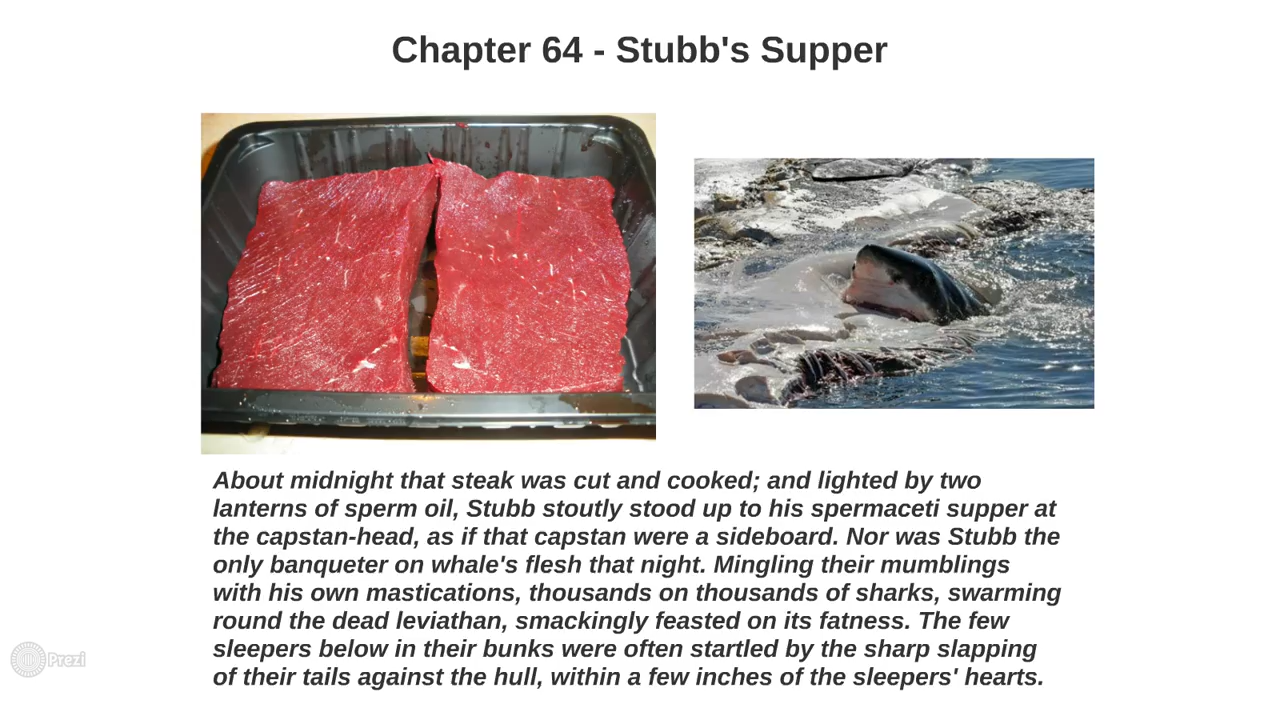 Chapter 64 - Stubb's Supper
About midnight that steak was cut and cooked; and lighted by two
lanterns of sperm oil, Stubb stoutly stood up to his spermaceti supper at
the capstan-head, as if that capstan were a sideboard. Nor was Stubb the
only banqueter on whale's flesh that night. Mingling their mumblings
with his own mastications, thousands on thousands of sharks, swarming
round the dead leviathan, smackingly feasted on its fatness. The few
sleepers below in their bunks were often startled by the sharp slapping
of their tails against the hull, within a few inches of the sleepers' hearts.
Prezi